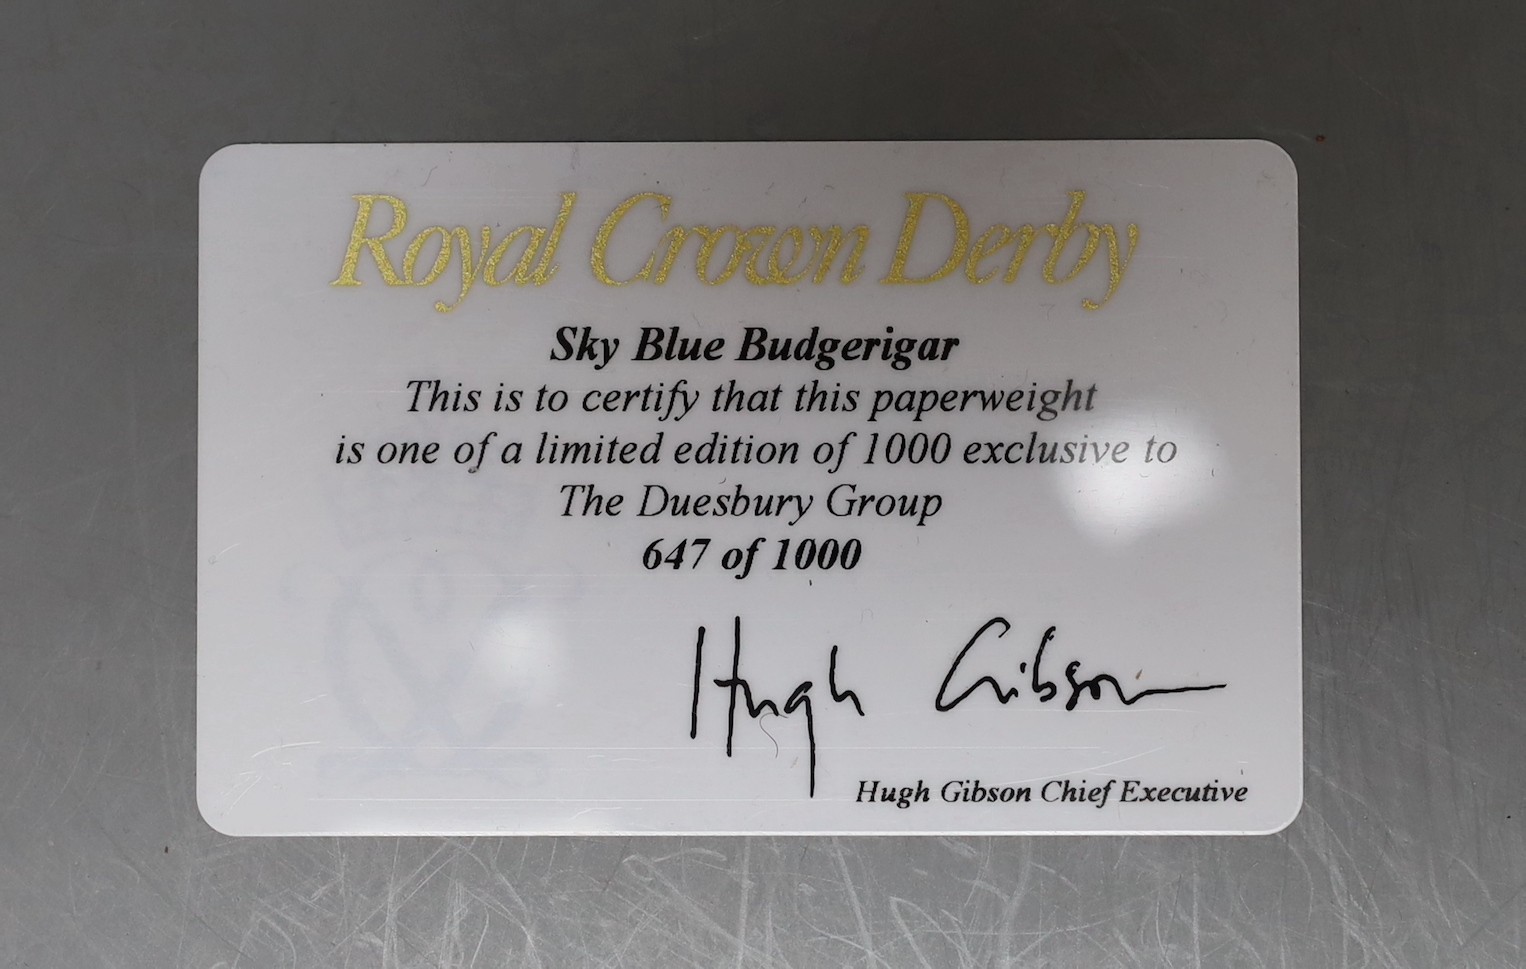 Royal Crown Derby
Sky Blue Budgerigar
This is to certify that this paperweight
is one of a limited edition of 1000 exclusive to
The Duesbury Group
647 of 1000
Hugh Gibson
Hugh Gibson Chief Executive